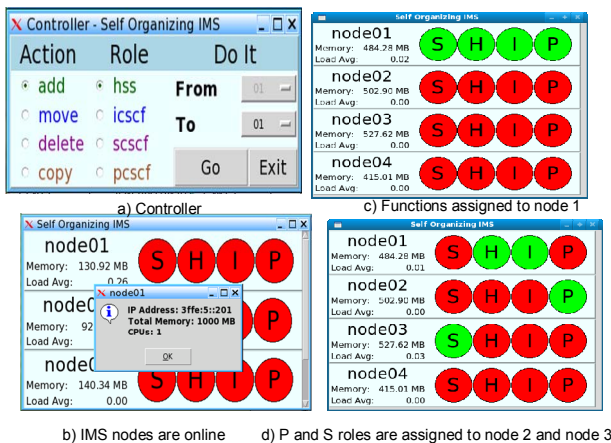 Controller - Self Organizing IMS
Action Role Do It
add hss From 01
move icscf
delete scscf To 01
copy pcscf Go Exit
a) Controller
Self Organizing IMS
node01
Memory: 484.28 MB
Load Avg: 0.02
S H I P
node02
Memory: 502.90 MB
Load Avg: 0.00
S H I P
node03
Memory: 527.62 MB
Load Avg: 0.00
S H I P
node04
Memory: 415.01 MB
Load Avg: 0.00
S H I P
c) Functions assigned to node 1
Self Organizing IMS
node01
Memory: 130.92 MB
Load Avg: 0.26
S H I P
node01
IP Address: 3ffe:5::201
Total Memory: 1000 MB
CPUs: 1
OK
Memory: 92
Load Avg:
P
Memory: 140.34 MB
Load Avg: 0.00
S H I P
b) IMS nodes are online
Self Organizing IMS
node01
Memory: 484.28 MB
Load Avg: 0.01
S H I P
node02
Memory: 502.90 MB
Load Avg: 0.00
S H I P
node03
Memory: 527.62 MB
Load Avg: 0.03
S H I P
node04
Memory: 415.01 MB
Load Avg: 0.00
S H I P
d) P and S roles are assigned to node 2 and node 3